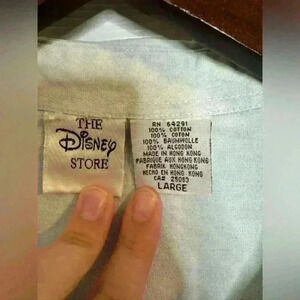 THE
Disney
STORE
RN 64291
100% COTTON
100% COTON
100% BAUMWOLLE
100% ALGODON
MADE IN HONG KONG
FABRIQUE AUX HONG KONG
FABRIK HONGKONG
HECHO EN HONG KONG
CA# 25053
LARGE